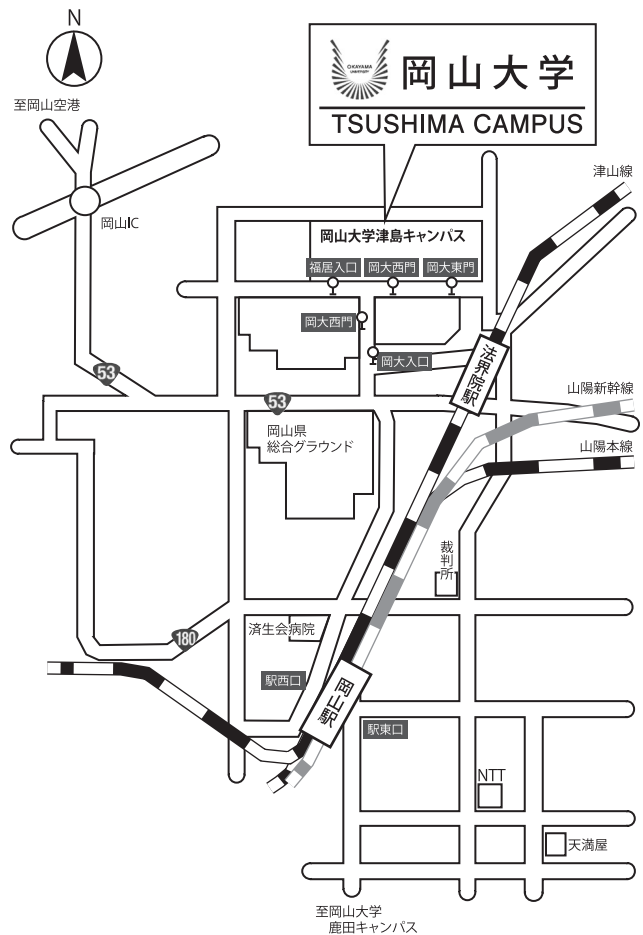 N
至岡山空港
OKAYAMA
UNIVERSITY
岡山大学
TSUSHIMA CAMPUS
津山線
岡山IC
岡山大学津島キャンパス
福居入口
岡大西門
岡大東門
岡大西門
岡大入口
法界院駅
53
53
山陽新幹線
岡山県
総合グラウンド
山陽本線
裁判所
済生会病院
180
駅西口
岡山駅
駅東口
NTT
天満屋
至岡山大学
鹿田キャンパス